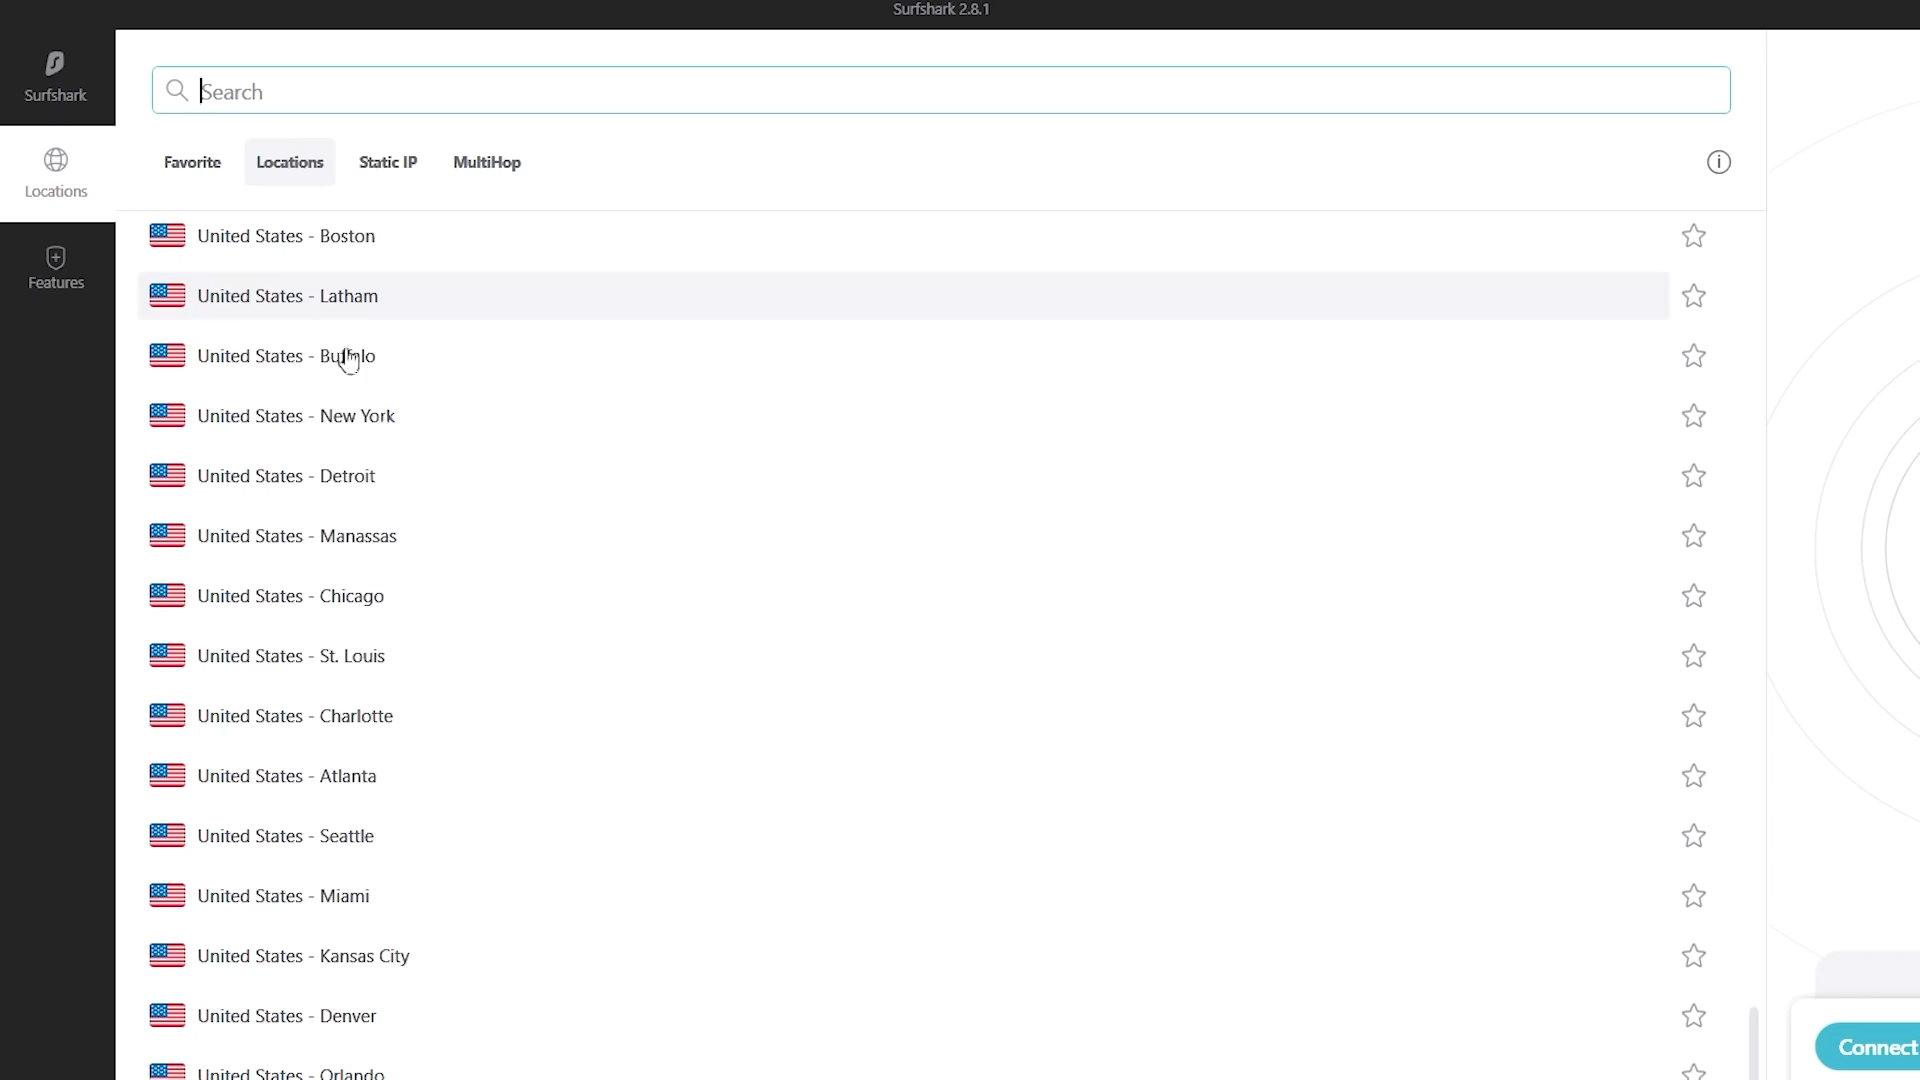 Surfshark 2.8.1
Surfshark
Locations
Features
Search
Favorite
Locations
Static IP
MultiHop
United States - Boston
United States - Latham
United States - Buffalo
United States - New York
United States - Detroit
United States - Manassas
United States - Chicago
United States - St. Louis
United States - Charlotte
United States - Atlanta
United States - Seattle
United States - Miami
United States - Kansas City
United States - Denver
United States - Orlando
Connect